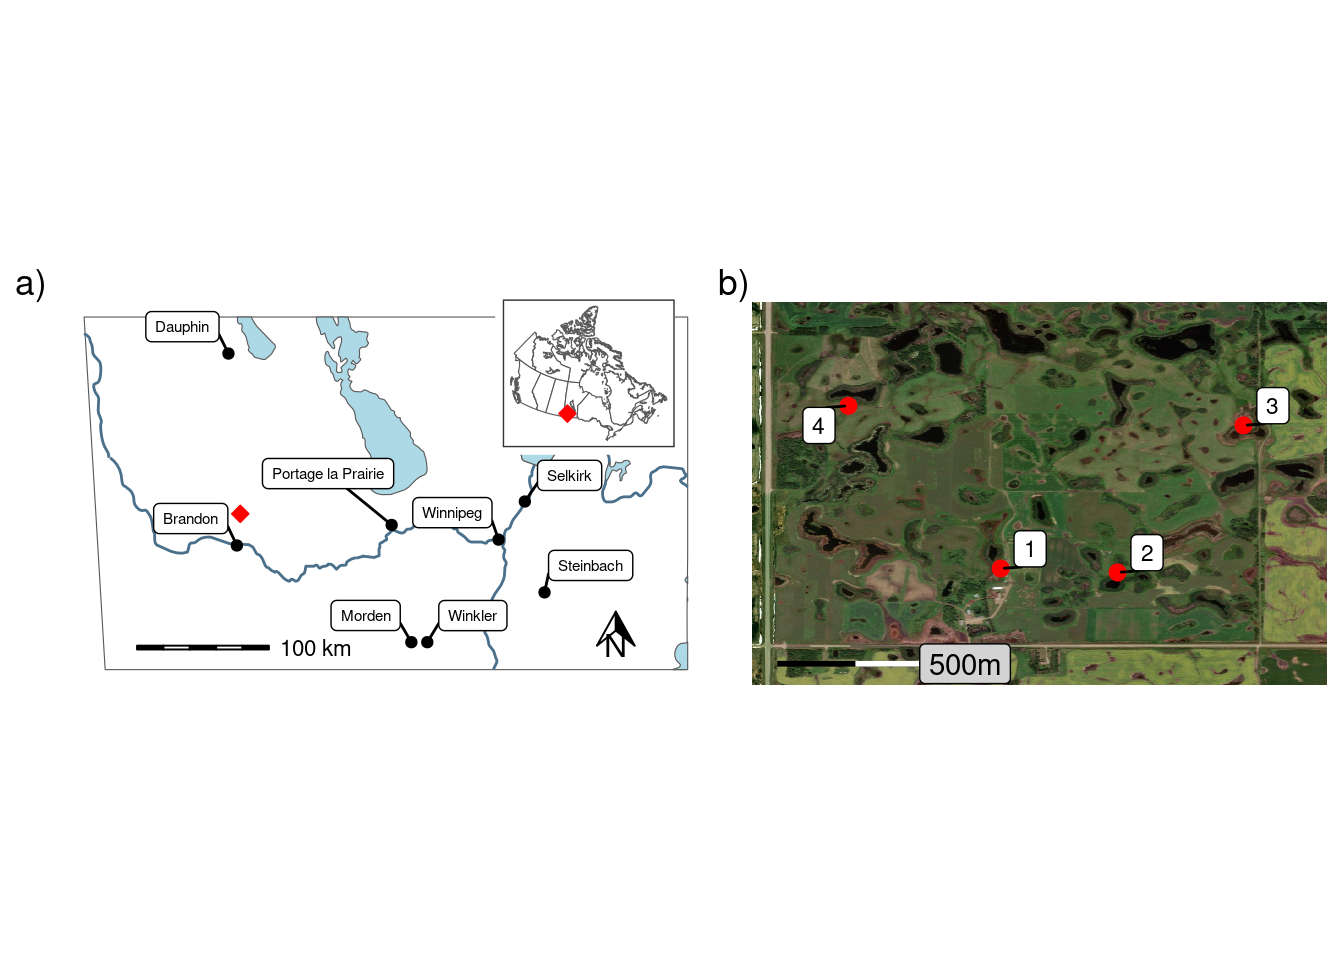 a)
Dauphin
Portage la Prairie
Selkirk
Brandon
Winnipeg
Steinbach
Morden
Winkler
100 km
N
b)
4
3
1
2
500m